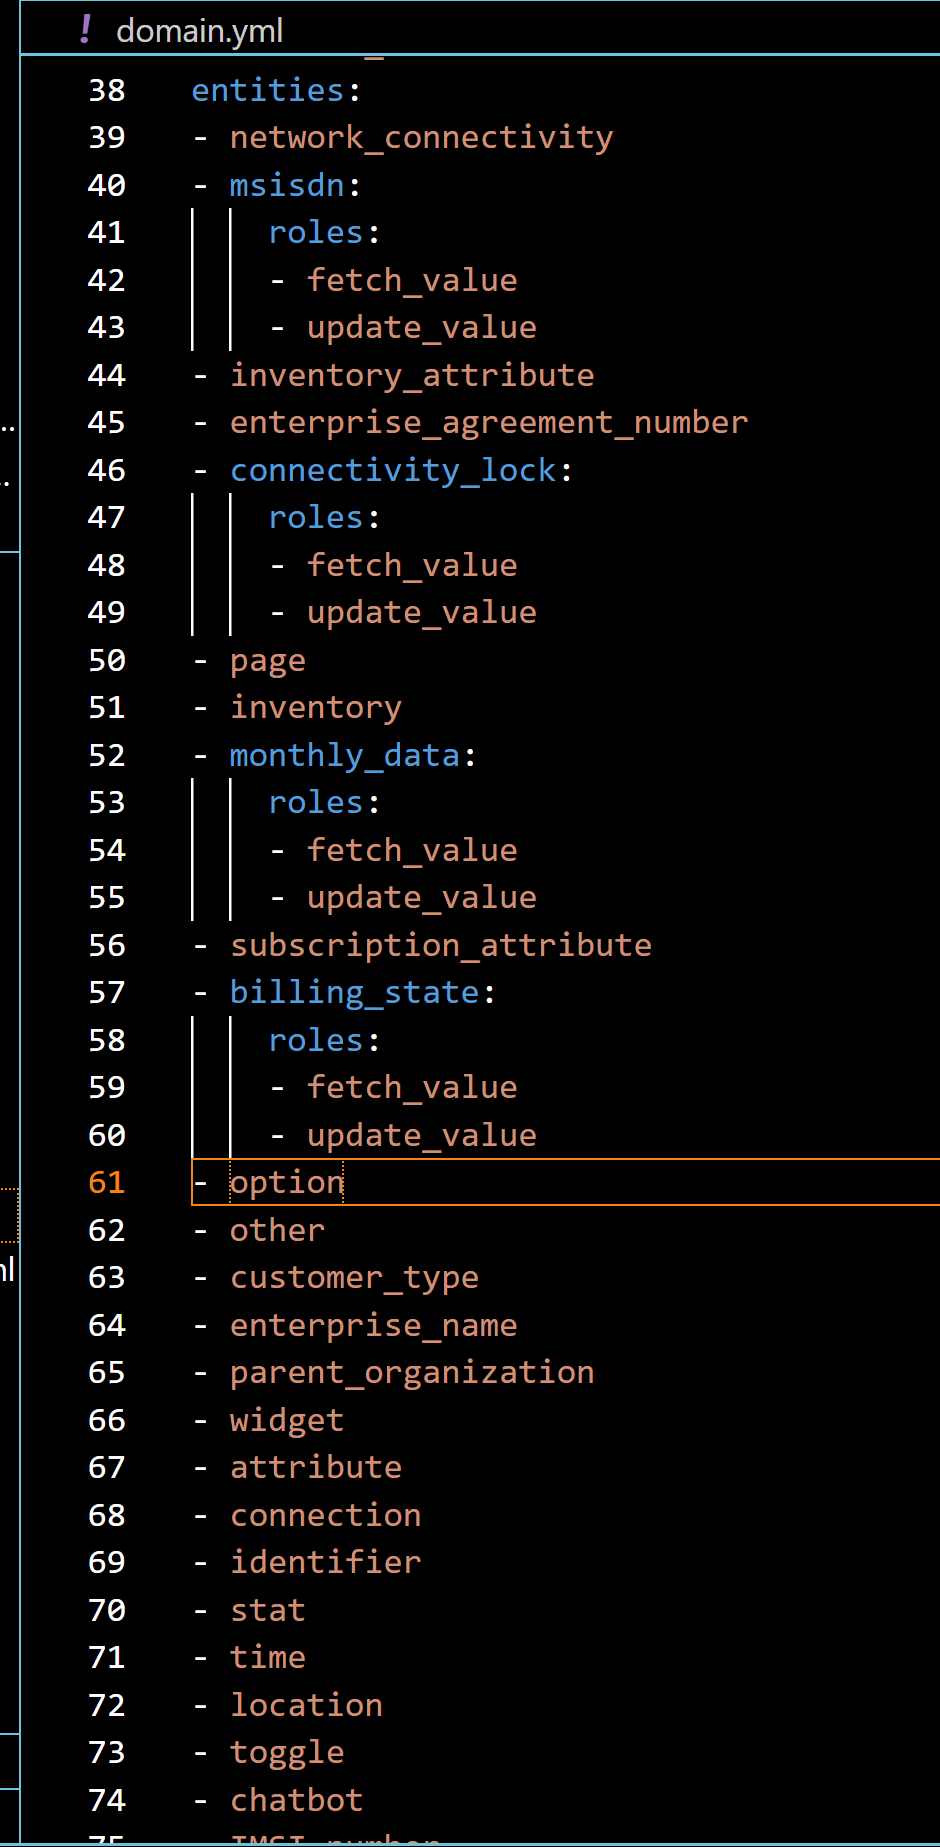 ! domain.yml
38 entities:
39 - network_connectivity
40 - msisdn:
41 roles:
42 - fetch_value
43 - update_value
44 - inventory_attribute
45 - enterprise_agreement_number
46 - connectivity_lock:
47 roles:
48 - fetch_value
49 - update_value
50 - page
51 - inventory
52 - monthly_data:
53 roles:
54 - fetch_value
55 - update_value
56 - subscription_attribute
57 - billing_state:
58 roles:
59 - fetch_value
60 - update_value
61 - option
62 - other
63 - customer_type
64 - enterprise_name
65 - parent_organization
66 - widget
67 - attribute
68 - connection
69 - identifier
70 - stat
71 - time
72 - location
73 - toggle
74 - chatbot
75 - IMSI_number